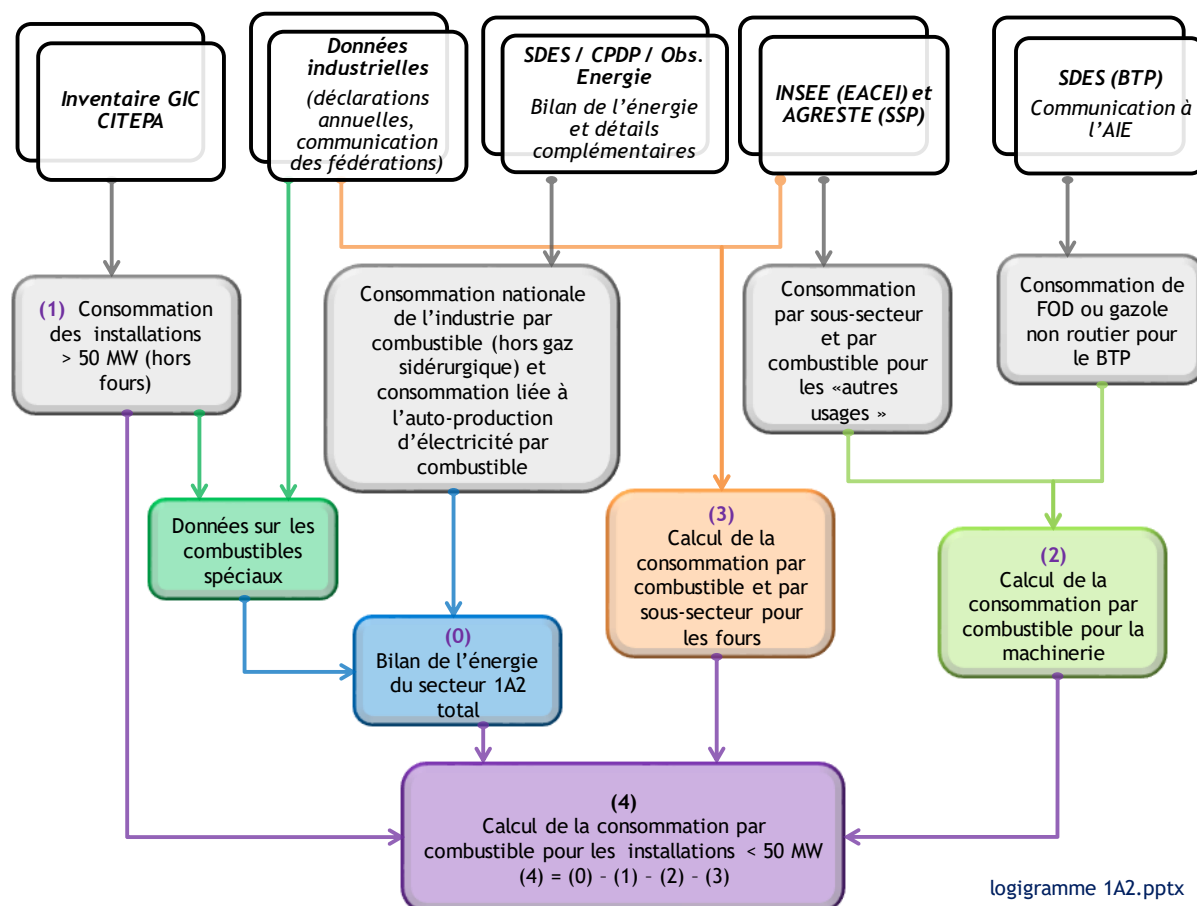 Inventaire GIC
CITEPA
Données
industrielles
(déclarations
annuelles,
communication
des fédérations)
SDES / CPDP / Obs.
Energie
Bilan de l’énergie
et détails
complémentaires
INSEE (EACEI) et
AGRESTE (SSP)
SDES (BTP)
Communication à
l’AIE
(1) Consommation
des installations
> 50 MW (hors
fours)
Consommation nationale
de l’industrie par
combustible (hors gaz
sidérurgique) et
consommation liée à
l’auto-production
d’électricité par
combustible
Consommation
par sous-secteur
et par
combustible pour
les «autres
usages »
Consommation de
FOD ou gazole
non routier pour
le BTP
Données sur les
combustibles
spéciaux
(0)
Bilan de l’énergie
du secteur 1A2
total
(3)
Calcul de la
consommation par
combustible et par
sous-secteur pour
les fours
(2)
Calcul de la
consommation par
combustible pour la
machinerie
(4)
Calcul de la consommation par
combustible pour les installations < 50 MW
(4) = (0) – (1) – (2) – (3)
logigramme 1A2.pptx